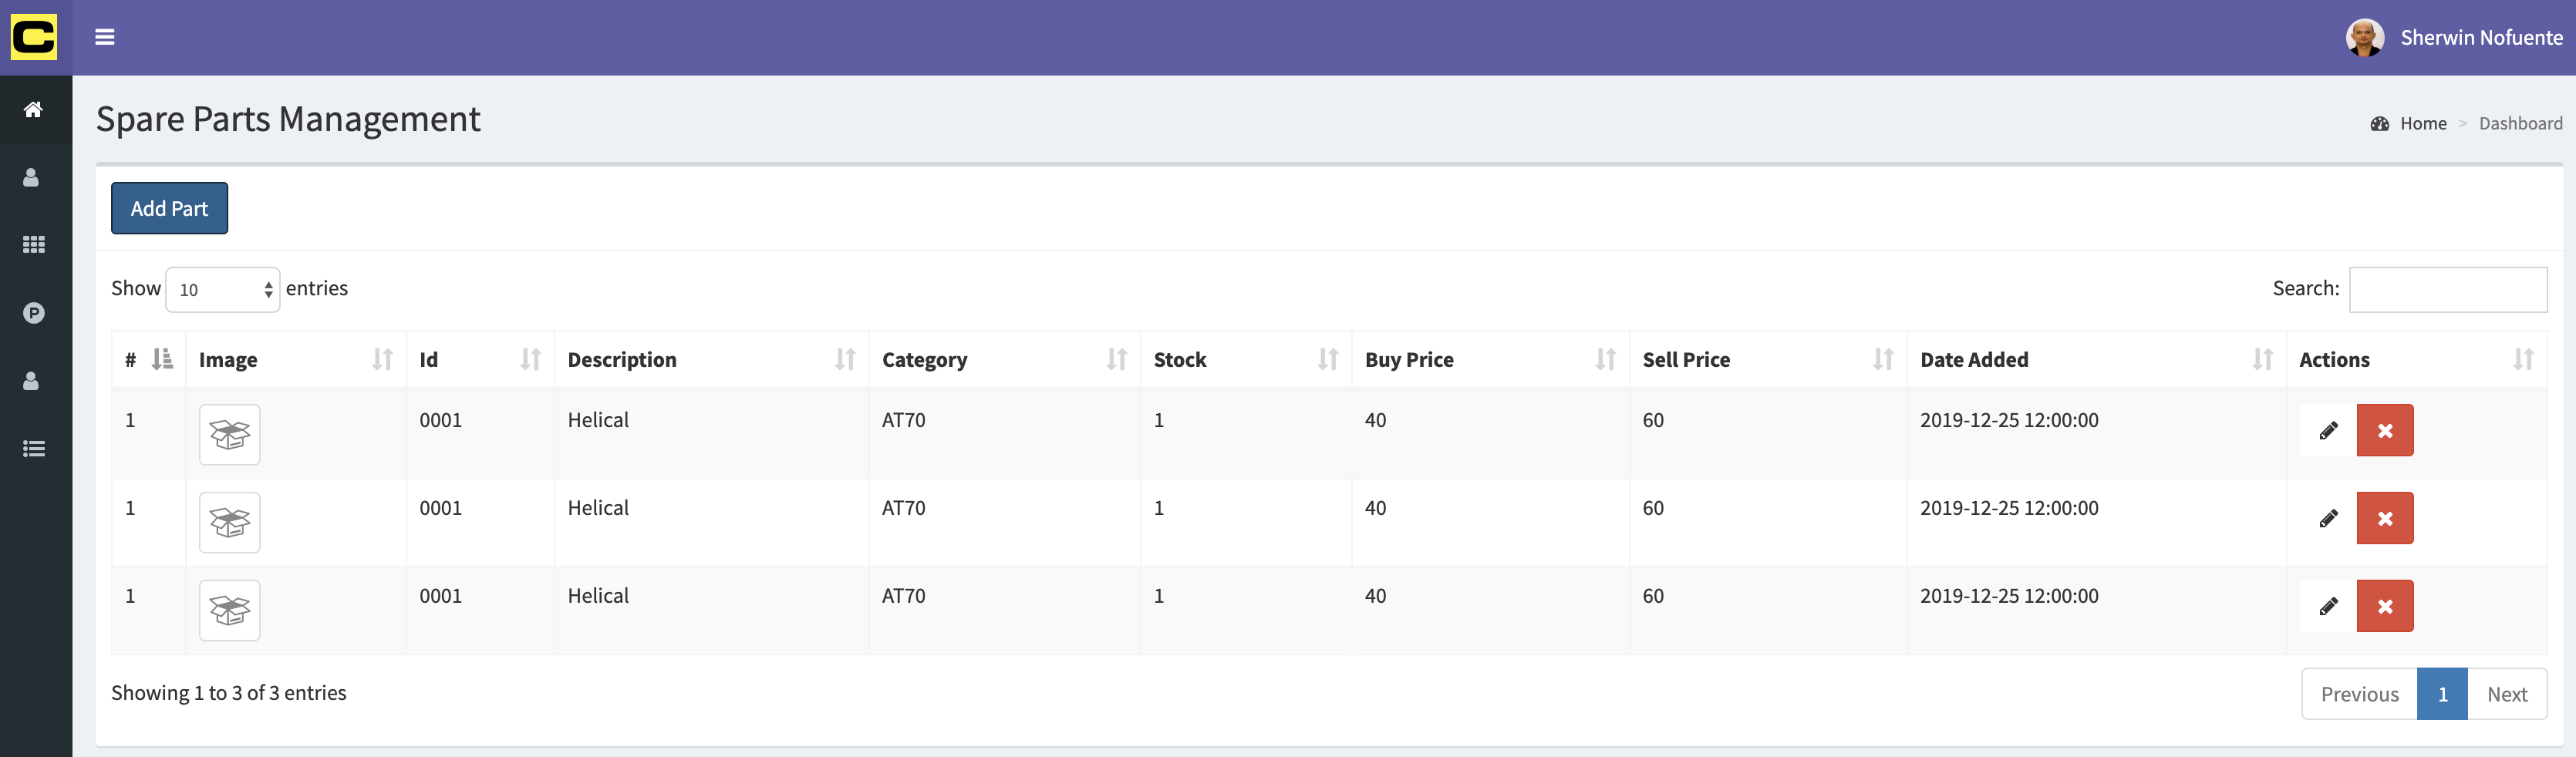 C
Sherwin Nofuente
Spare Parts Management
Home > Dashboard
Add Part
Show 10 entries
Search:
# Image Id Description Category Stock Buy Price Sell Price Date Added Actions
1 0001 Helical AT70 1 40 60 2019-12-25 12:00:00
1 0001 Helical AT70 1 40 60 2019-12-25 12:00:00
1 0001 Helical AT70 1 40 60 2019-12-25 12:00:00
Showing 1 to 3 of 3 entries
Previous 1 Next
P